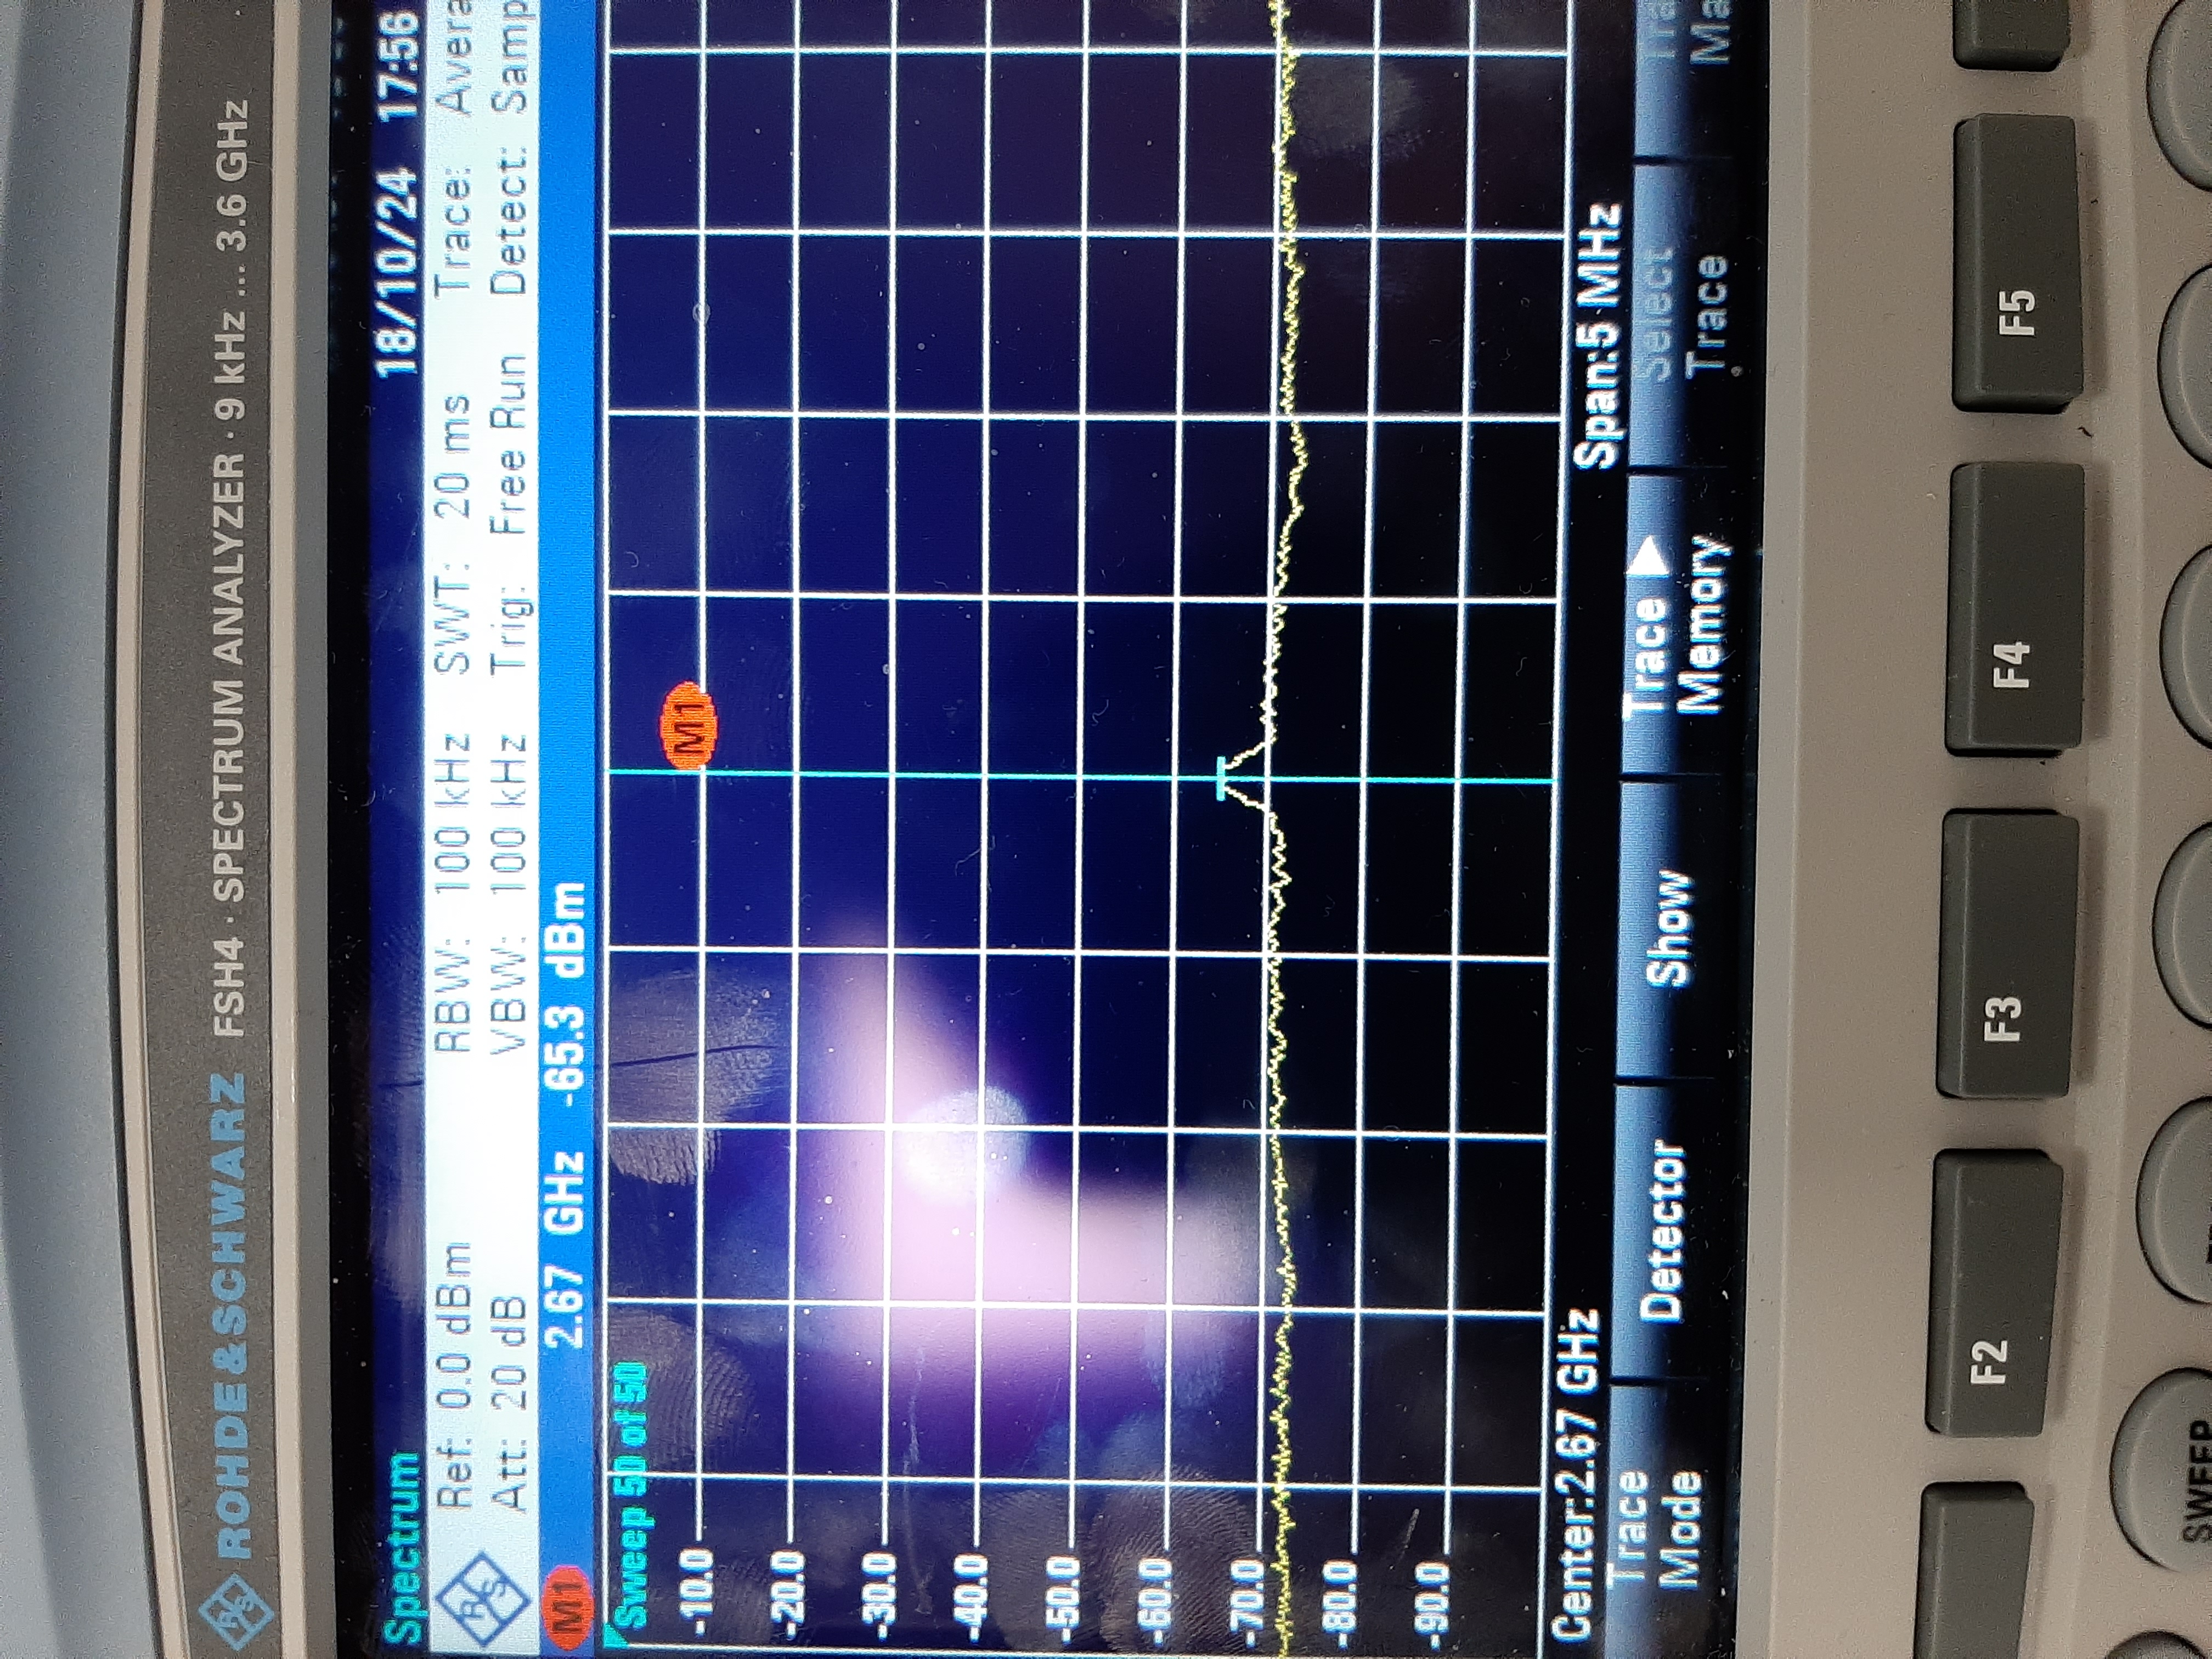 ROHDE&SCHWARZ FSH4 · SPECTRUM ANALYZER · 9 kHz ... 3.6 GHz
Spectrum 18/10/24 17:56
Ref: 0.0 dBm RBW: 100 kHz SWT: 20 ms Trace: Avera
Att: 20 dB VBW: 100 kHz Trig: Free Run Detect: Samp
M1 2.67 GHz -65.3 dBm
Sweep 50 of 50
M1
-10.0
-20.0
-30.0
-40.0
-50.0
-60.0
-70.0
-80.0
-90.0
Center:2.67 GHz Span:5 MHz
Trace Mode
Detector
Show
Trace ▶ Memory
Select Trace
Tra
Ma
F2 F3 F4 F5
SWEEP